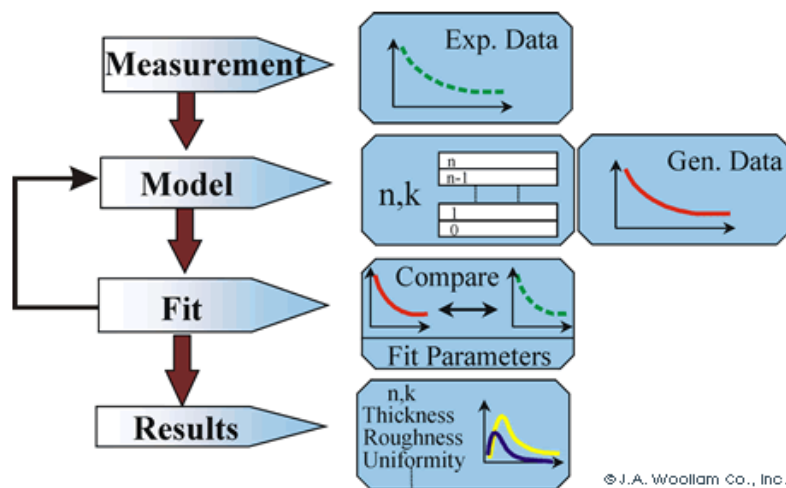 Measurement
Exp. Data
Model
n,k
n
n-1
1
0
Gen. Data
Fit
Compare
Fit Parameters
Results
n,k
Thickness
Roughness
Uniformity
© J.A. Woollam Co., Inc.